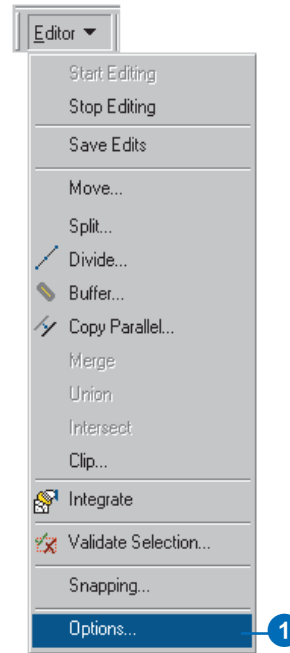 Editor
Start Editing
Stop Editing
Save Edits
Move...
Split...
Divide...
Buffer...
Copy Parallel...
Merge
Union
Intersect
Clip...
Integrate
Validate Selection...
Snapping...
Options...
1